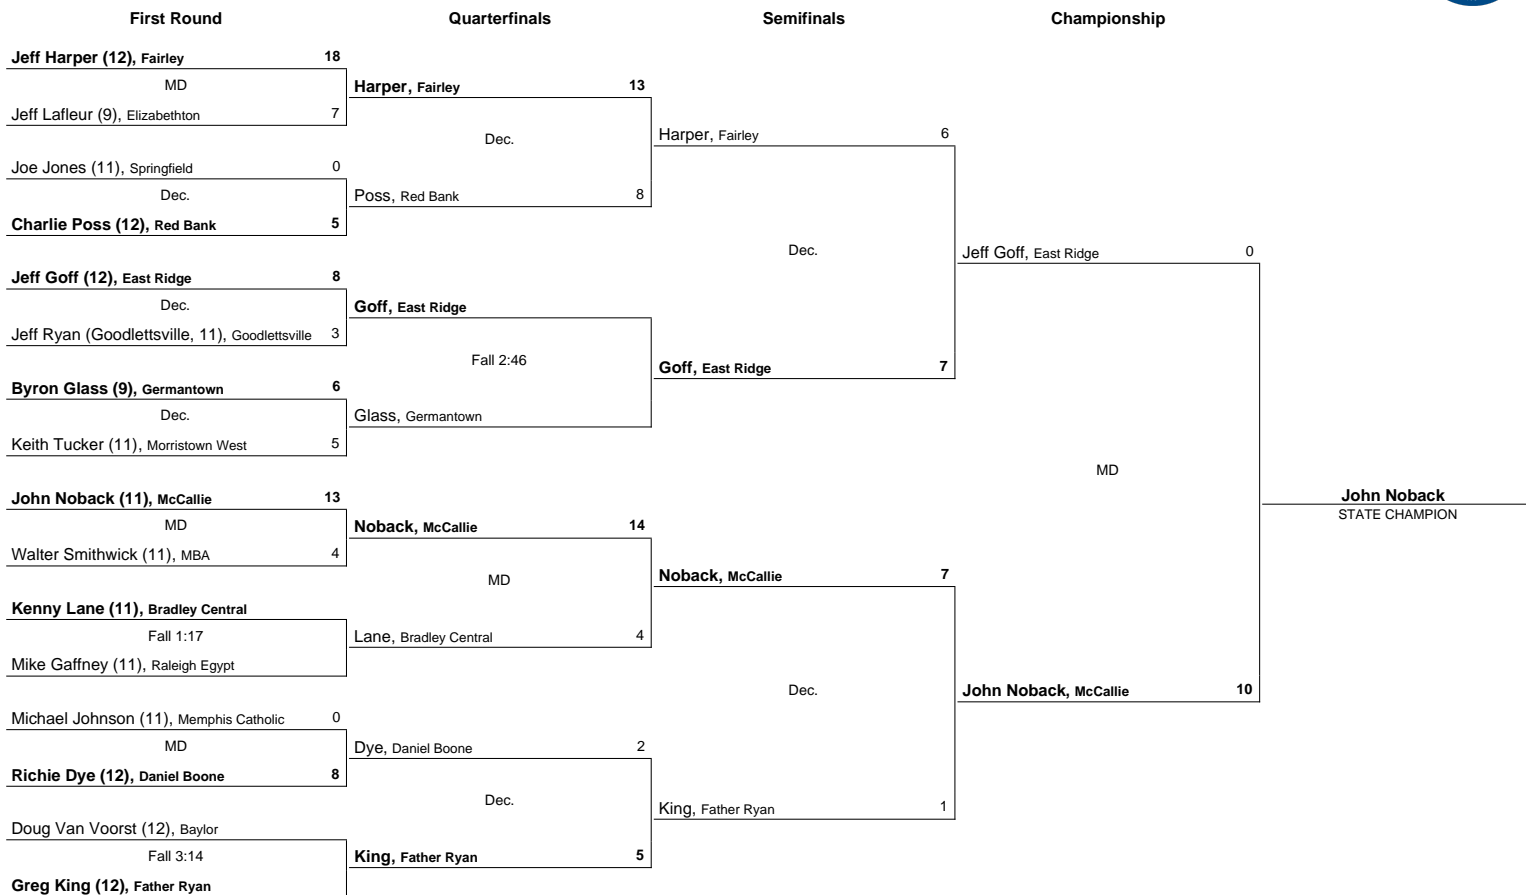 First Round Quarterfinals Semifinals Championship
Jeff Harper (12), Fairley 18
MD
Jeff Lafleur (9), Elizabethton 7
Joe Jones (11), Springfield 0
Dec.
Charlie Poss (12), Red Bank 5
Jeff Goff (12), East Ridge 8
Dec.
Jeff Ryan (Goodlettsville, 11), Goodlettsville 3
Byron Glass (9), Germantown 6
Dec.
Keith Tucker (11), Morristown West 5
John Noback (11), McCallie 13
MD
Walter Smithwick (11), MBA 4
Kenny Lane (11), Bradley Central
Fall 1:17
Mike Gaffney (11), Raleigh Egypt
Michael Johnson (11), Memphis Catholic 0
MD
Richie Dye (12), Daniel Boone 8
Doug Van Voorst (12), Baylor
Fall 3:14
Greg King (12), Father Ryan
Harper, Fairley 13
Dec.
Poss, Red Bank 8
Goff, East Ridge
Fall 2:46
Glass, Germantown
Noback, McCallie 14
MD
Lane, Bradley Central 4
Dye, Daniel Boone 2
Dec.
King, Father Ryan 5
Harper, Fairley 6
Dec.
Goff, East Ridge 7
Noback, McCallie 7
Dec.
King, Father Ryan 1
Jeff Goff, East Ridge 0
MD
John Noback, McCallie 10
John Noback
STATE CHAMPION